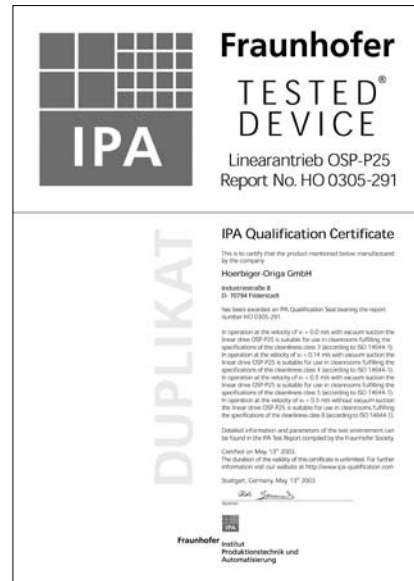 IPA
Fraunhofer
TESTED®
DEVICE
Linearantrieb OSP-P25
Report No. HO 0305-291
DUPLIKAT
IPA Qualification Certificate
This is to certify that the product mentioned below manufactured
by the company
Hoerbiger-Origa GmbH
Industriestraße 8
D- 70794 Filderstadt
has been awarded an IPA Qualification Seal bearing the report
number HO 0305-291.
In operation at the velocity of with vacuum suction the
linear drive OSP-P25 is suitable for use in cleanrooms fulfilling the
specifications of the cleanliness class 3 (according to ISO 14644-1).
In operation at the velocity of = 0.14 m/s with vacuum suction the
linear drive OSP-P25 is suitable for use in cleanrooms fulfilling the
specifications of the cleanliness class 4 (according to ISO 14644-1).
In operation at the velocity of = 0.5 m/s with vacuum suction the
linear drive OSP-P25 is suitable for use in cleanrooms fulfilling the
specifications of the cleanliness class 5 (according to ISO 14644-1).
In operation at the velocity of = 0.5 m/s without vacuum suction
the linear drive OSP-P25 is suitable for use in cleanrooms fulfilling
the specifications of the cleanliness class 6 (according to ISO 14644-1).
Detailed information and parameters of the test environment can
be found in the IPA Test Report compiled by the Fraunhofer Society.
Certified on May, 13th 2003.
The duration of the validity of this certificate is unlimited. For further
information visit our website at http://www.ipa-qualification.com
Stuttgart, Germany, May, 13th 2003
IPA
Fraunhofer Institut
Produktionstechnik und
Automatisierung